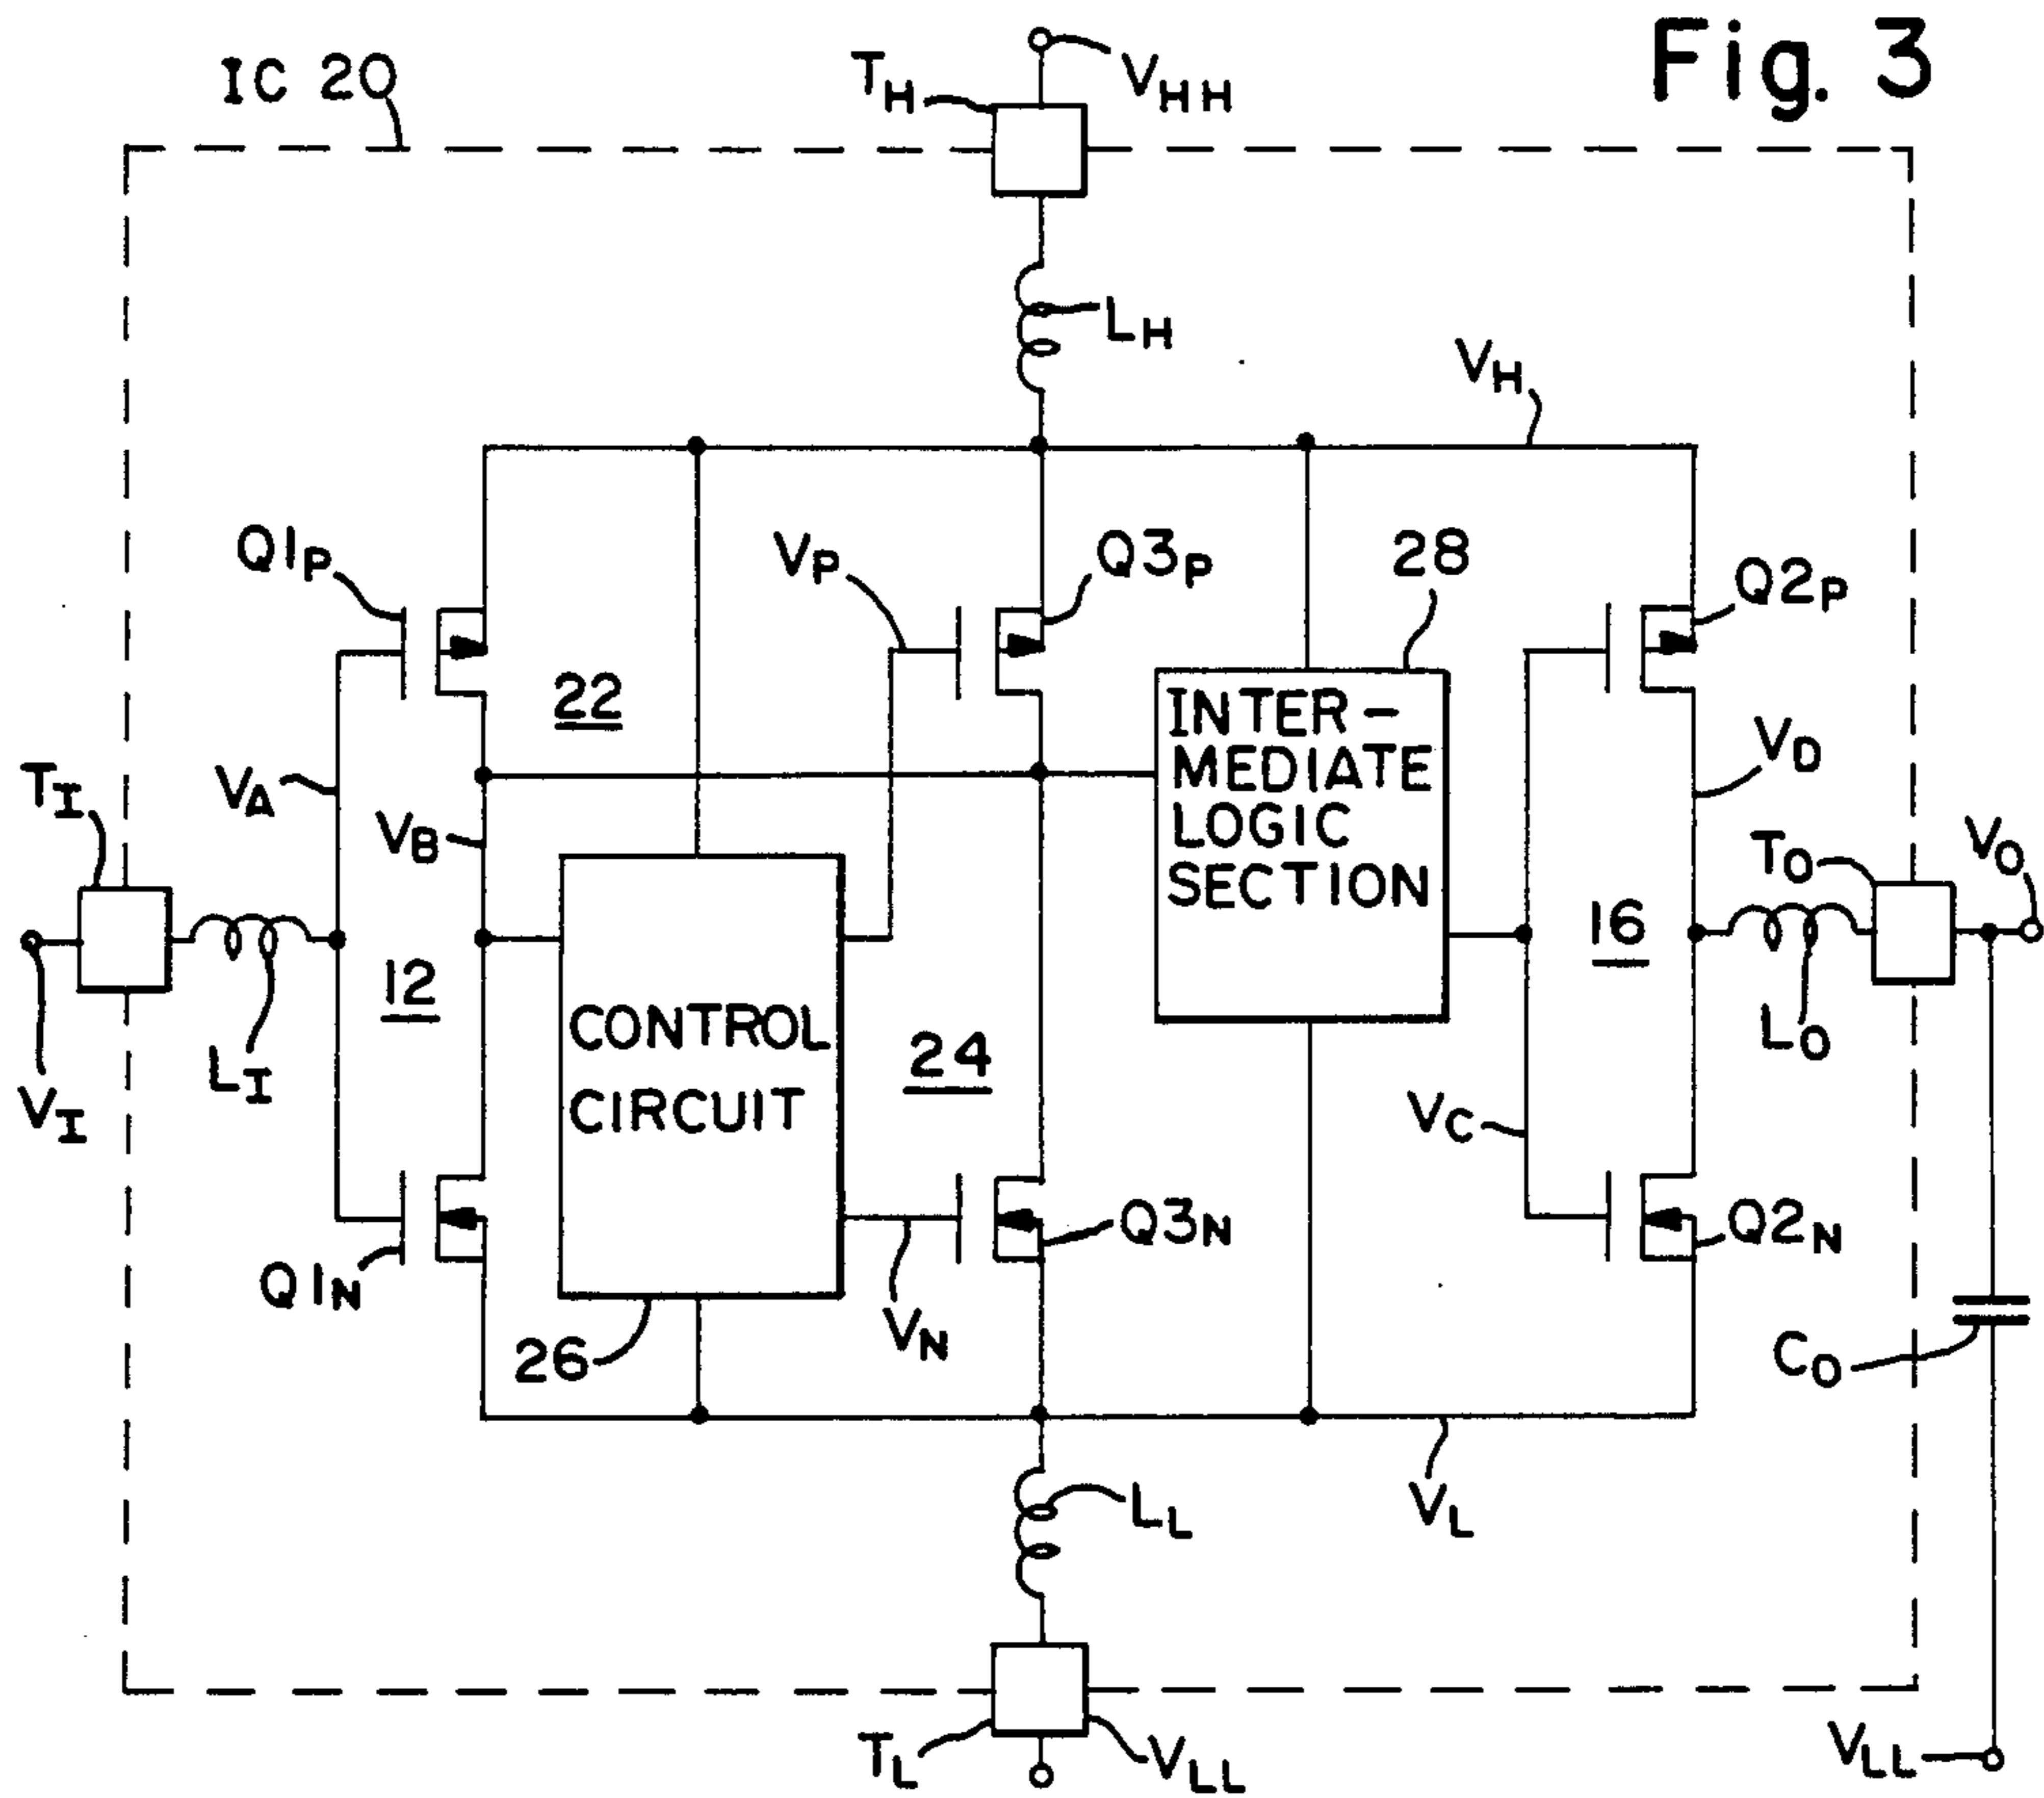 Fig. 3
IC 20
TH
VHH
LH
VH
Q1P
VP
Q3P
28
Q2P
22
INTER-
MEDIATE
LOGIC
SECTION
VD
TI
VA
VB
TO
VO
12
16
CONTROL
CIRCUIT
24
LO
LI
VI
VC
Q1N
Q3N
Q2N
26
VN
CO
LL
VL
TL
VLL
VLL